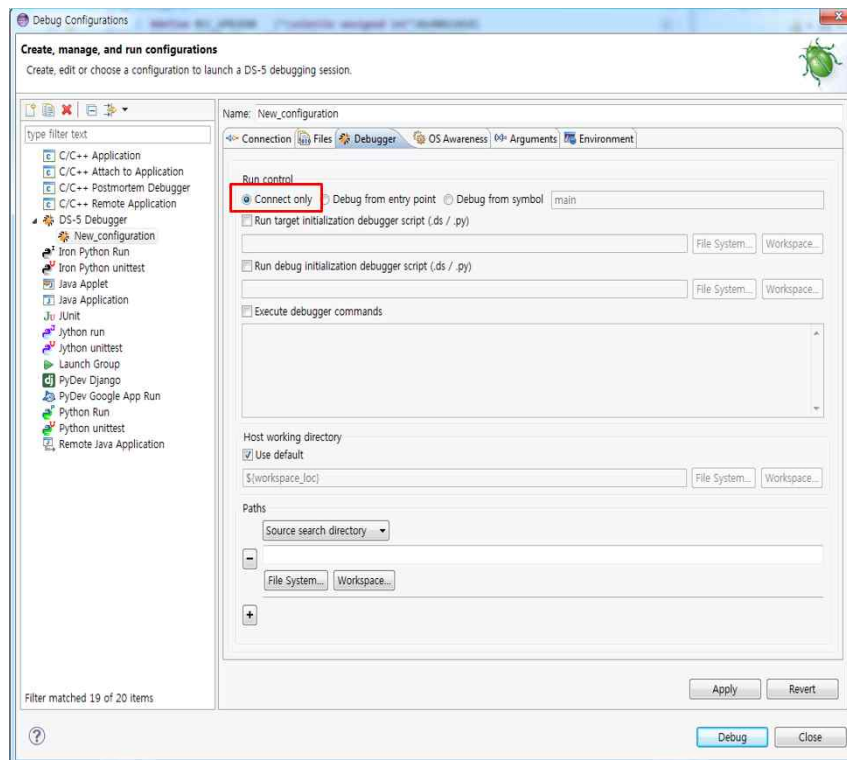 Debug Configurations
Create, manage, and run configurations
Create, edit or choose a configuration to launch a DS-5 debugging session.
type filter text
C/C++ Application
C/C++ Attach to Application
C/C++ Postmortem Debugger
C/C++ Remote Application
DS-5 Debugger
New_configuration
Iron Python Run
Iron Python unittest
Java Applet
Java Application
Ju JUnit
Jython run
Jython unittest
Launch Group
PyDev Django
PyDev Google App Run
Python Run
Python unittest
Remote Java Application
Filter matched 19 of 20 items
Name: New_configuration
Connection Files Debugger OS Awareness Arguments Environment
Run control
Connect only Debug from entry point Debug from symbol main
Run target initialization debugger script (.ds / .py)
File System... Workspace...
Run debug initialization debugger script (.ds / .py)
File System... Workspace...
Execute debugger commands
Host working directory
Use default
${workspace_loc} File System... Workspace...
Paths
Source search directory
File System... Workspace...
Apply Revert
Debug Close